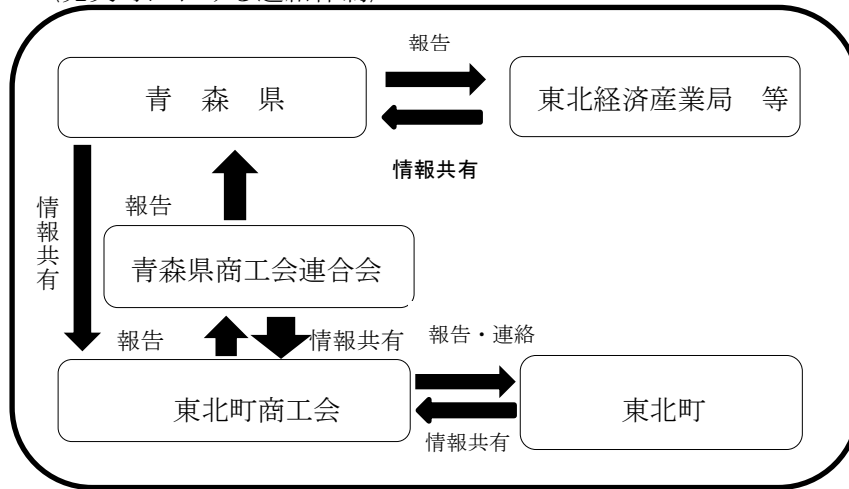 報告
青　森　県
東北経済産業局　等
情報共有
情報共有
報告
青森県商工会連合会
報告
情報共有
報告・連絡
東北町商工会
東北町
情報共有